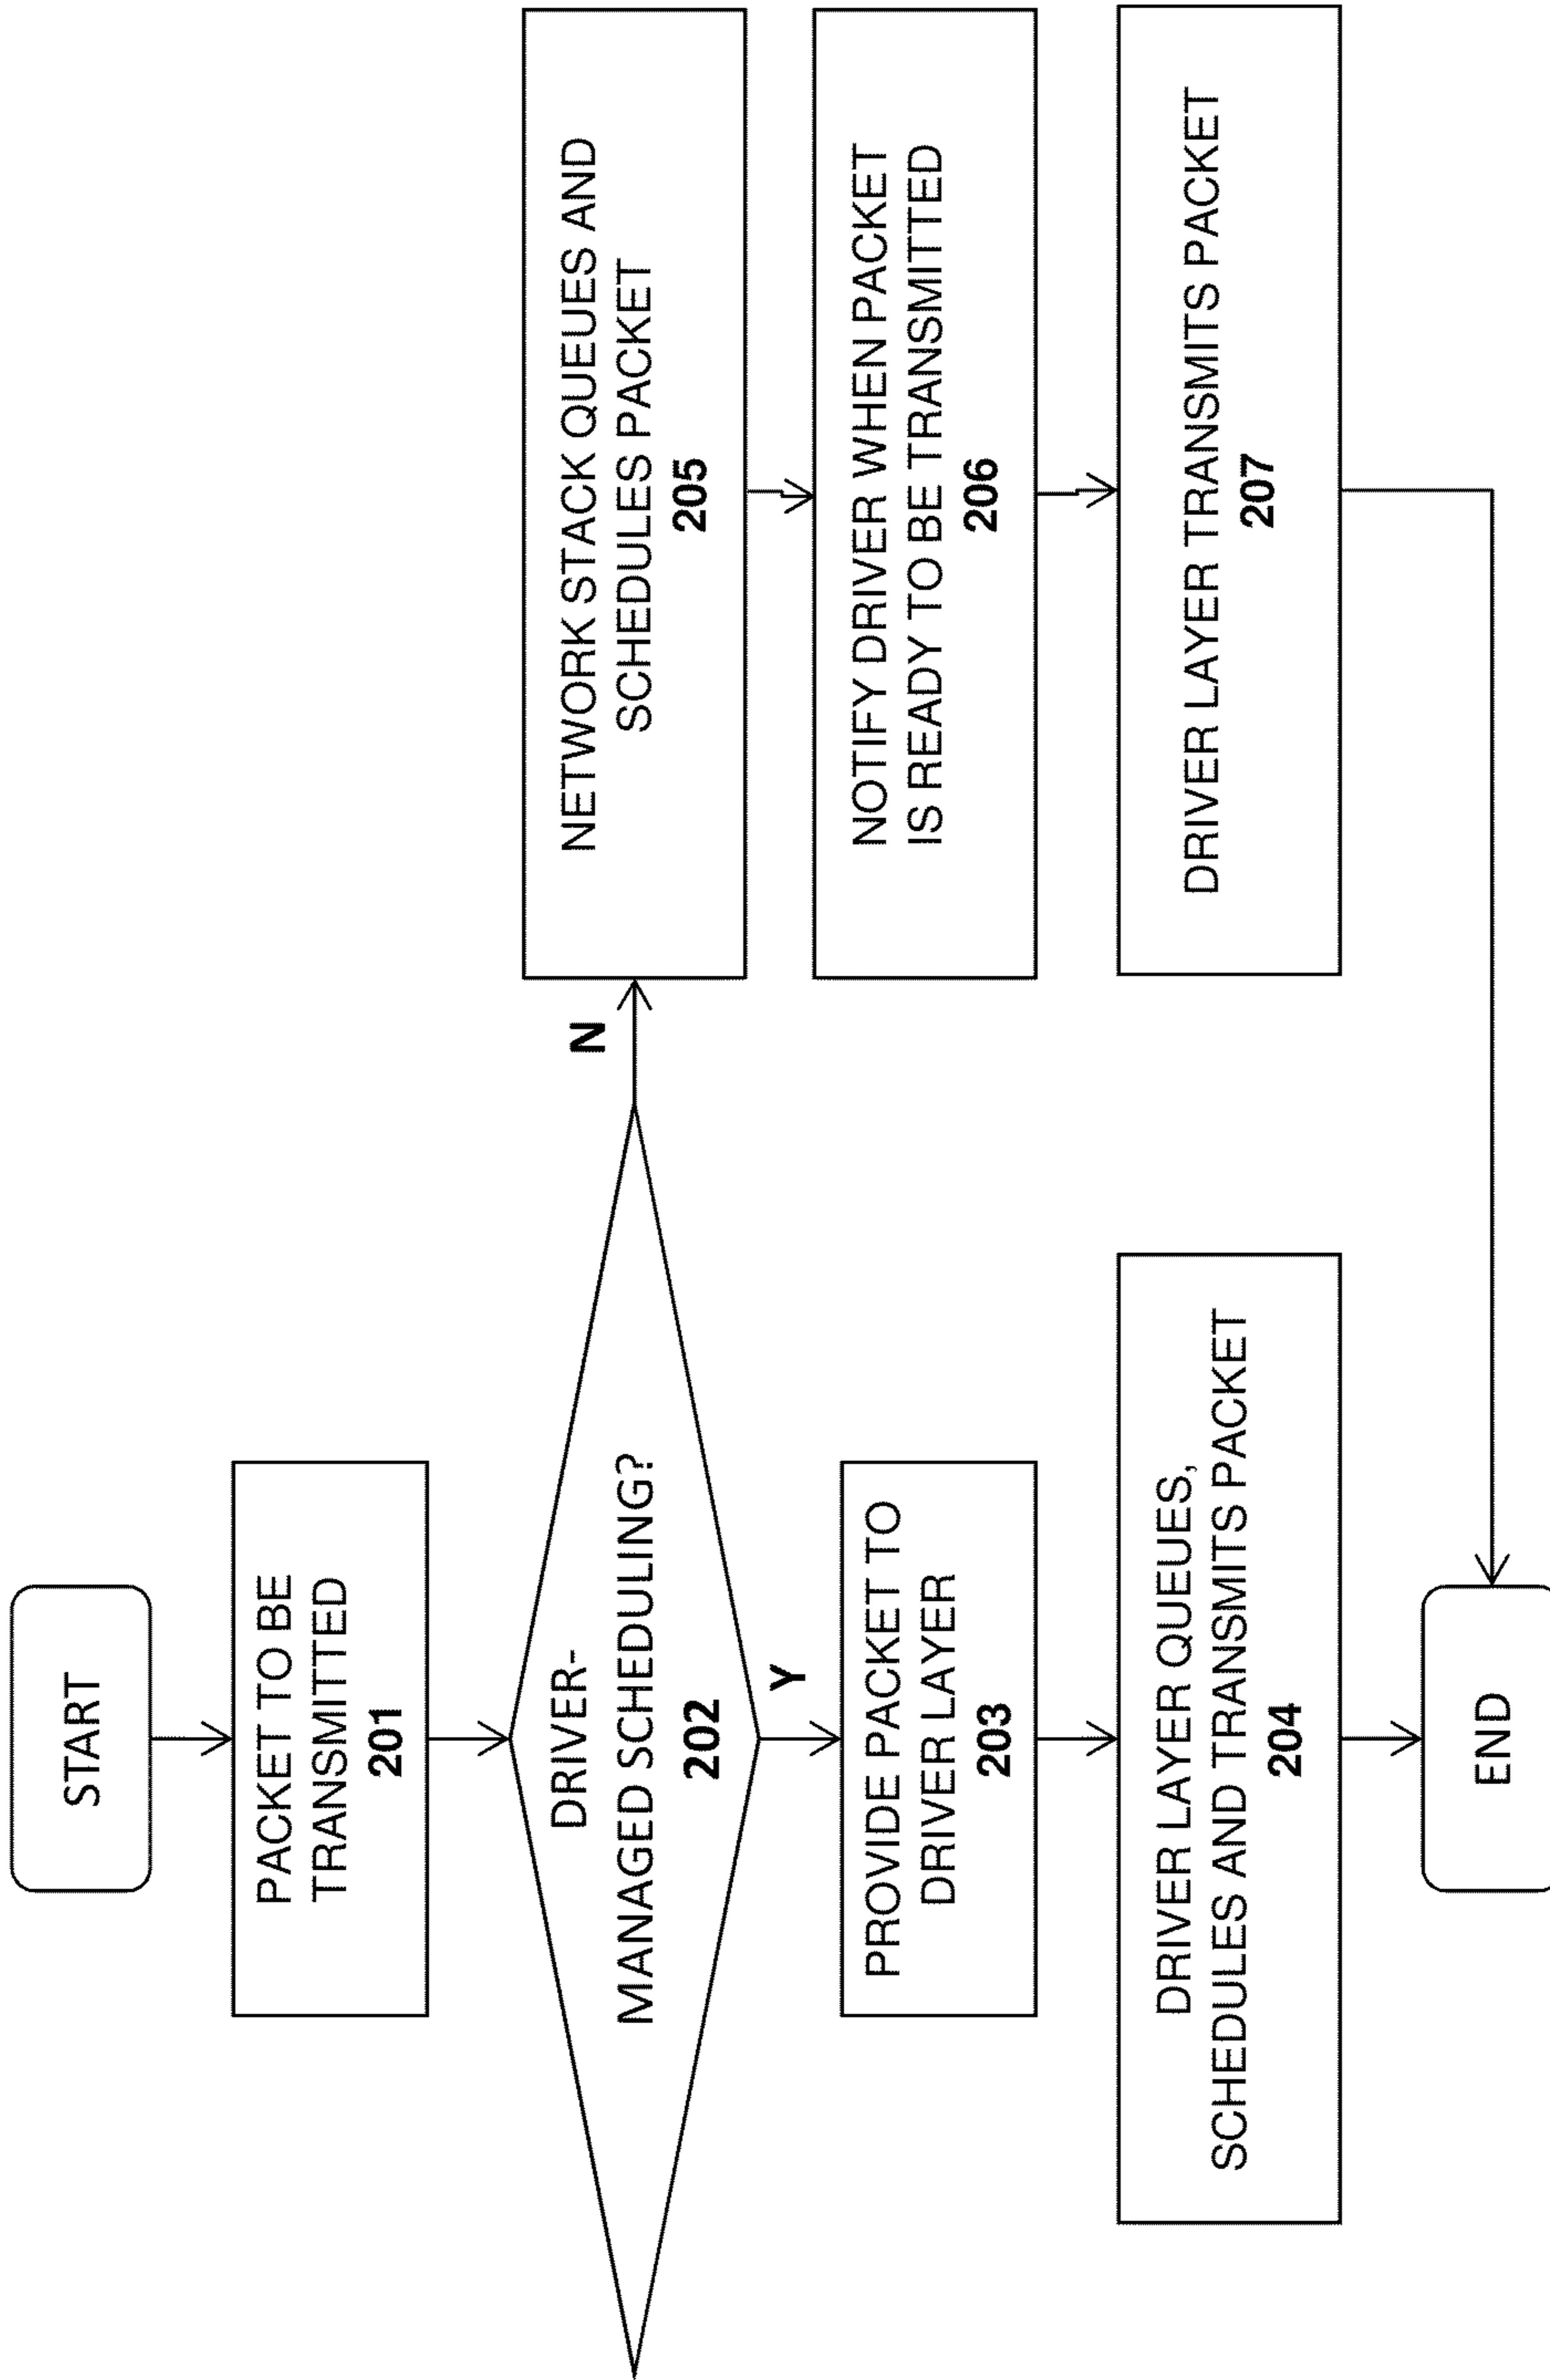 START
PACKET TO BE
TRANSMITTED
201
DRIVER-
MANAGED SCHEDULING?
202
Y
N
PROVIDE PACKET TO
DRIVER LAYER
203
DRIVER LAYER QUEUES,
SCHEDULES AND TRANSMITS PACKET
204
NETWORK STACK QUEUES AND
SCHEDULES PACKET
205
NOTIFY DRIVER WHEN PACKET
IS READY TO BE TRANSMITTED
206
DRIVER LAYER TRANSMITS PACKET
207
END